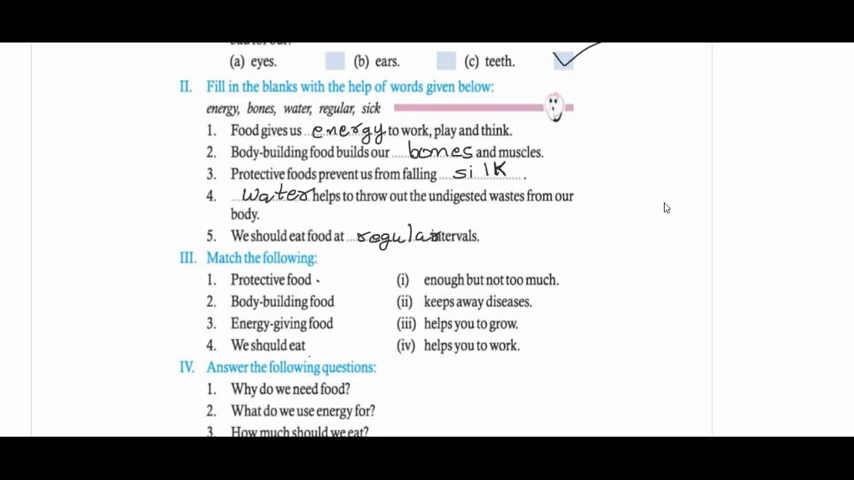 (a) eyes. (b) ears. (c) teeth.
II. Fill in the blanks with the help of words given below:
energy, bones, water, regular, sick
1. Food gives us energy to work, play and think.
2. Body-building food builds our bones and muscles.
3. Protective foods prevent us from falling silk.
4. water helps to throw out the undigested wastes from our
body.
5. We should eat food at regular intervals.
III. Match the following:
1. Protective food (i) enough but not too much.
2. Body-building food (ii) keeps away diseases.
3. Energy-giving food (iii) helps you to grow.
4. We should eat (iv) helps you to work.
IV. Answer the following questions:
1. Why do we need food?
2. What do we use energy for?
3. How much should we eat?